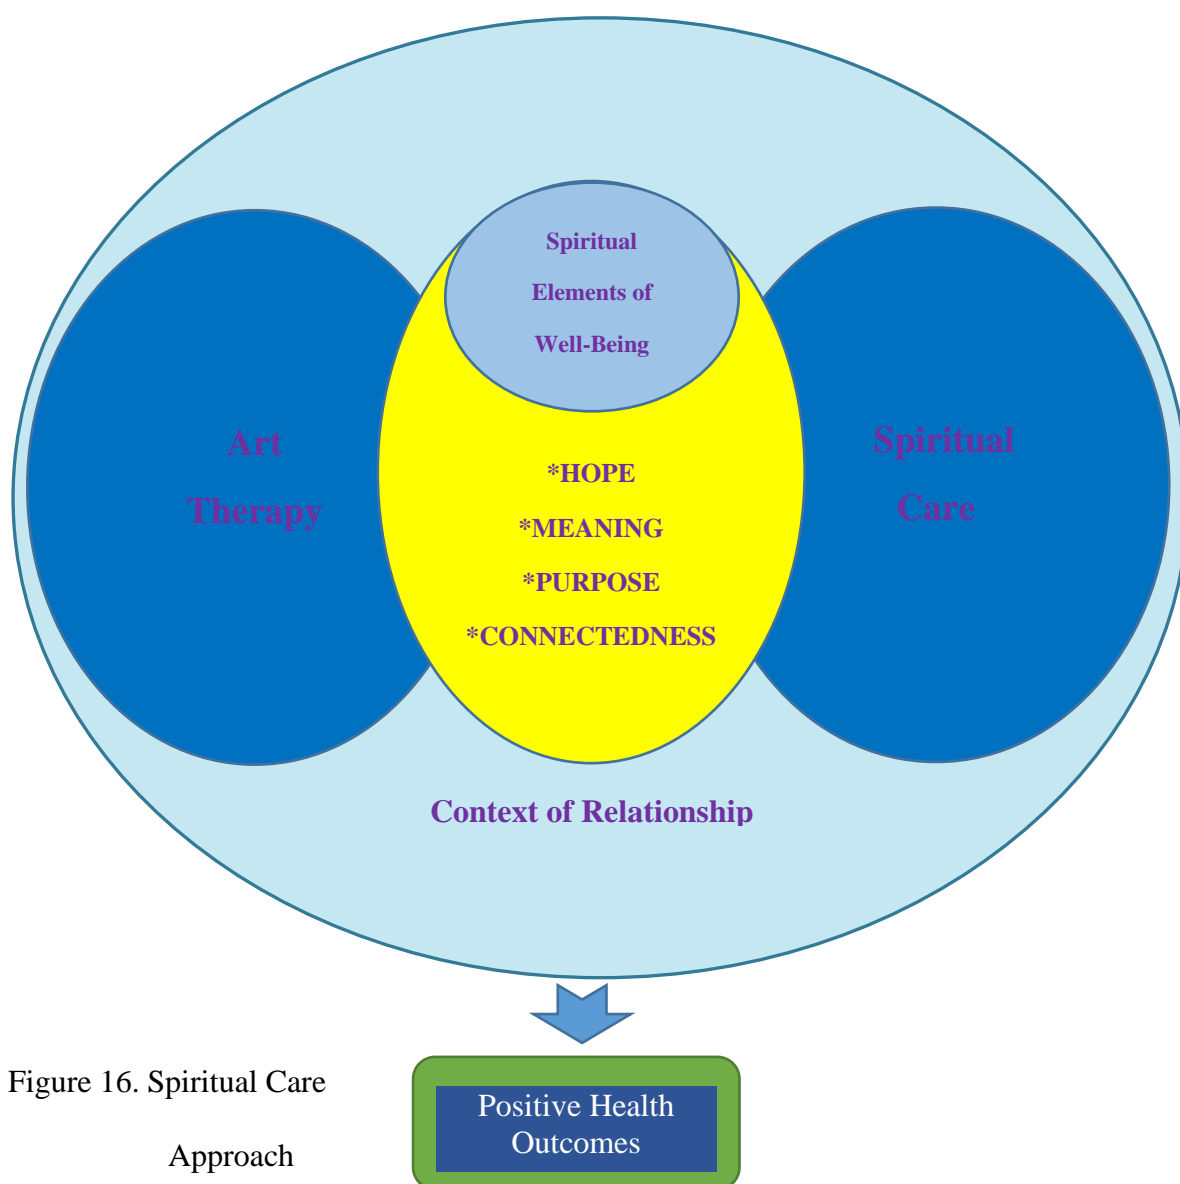 Spiritual
Elements of
Well-Being
Art
Therapy
*HOPE
*MEANING
*PURPOSE
*CONNECTEDNESS
Spiritual
Care
Context of Relationship
Figure 16. Spiritual Care
Approach
Positive Health
Outcomes